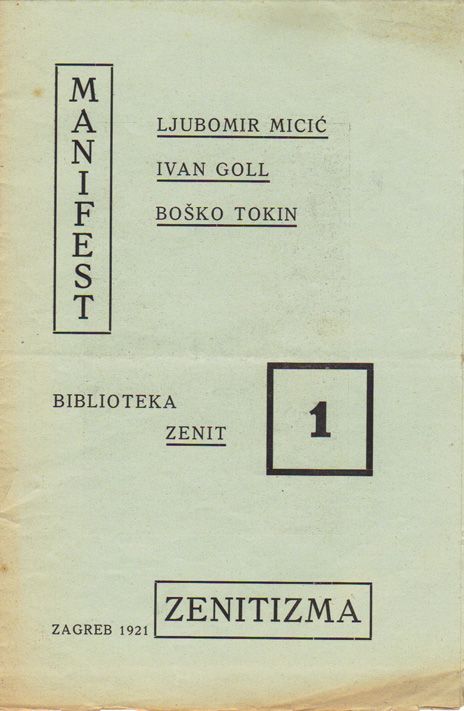 MANIFEST
LJUBOMIR MICIĆ
IVAN GOLL
BOŠKO TOKIN
BIBLIOTEKA
ZENIT
1
ZAGREB 1921
ZENITIZMA